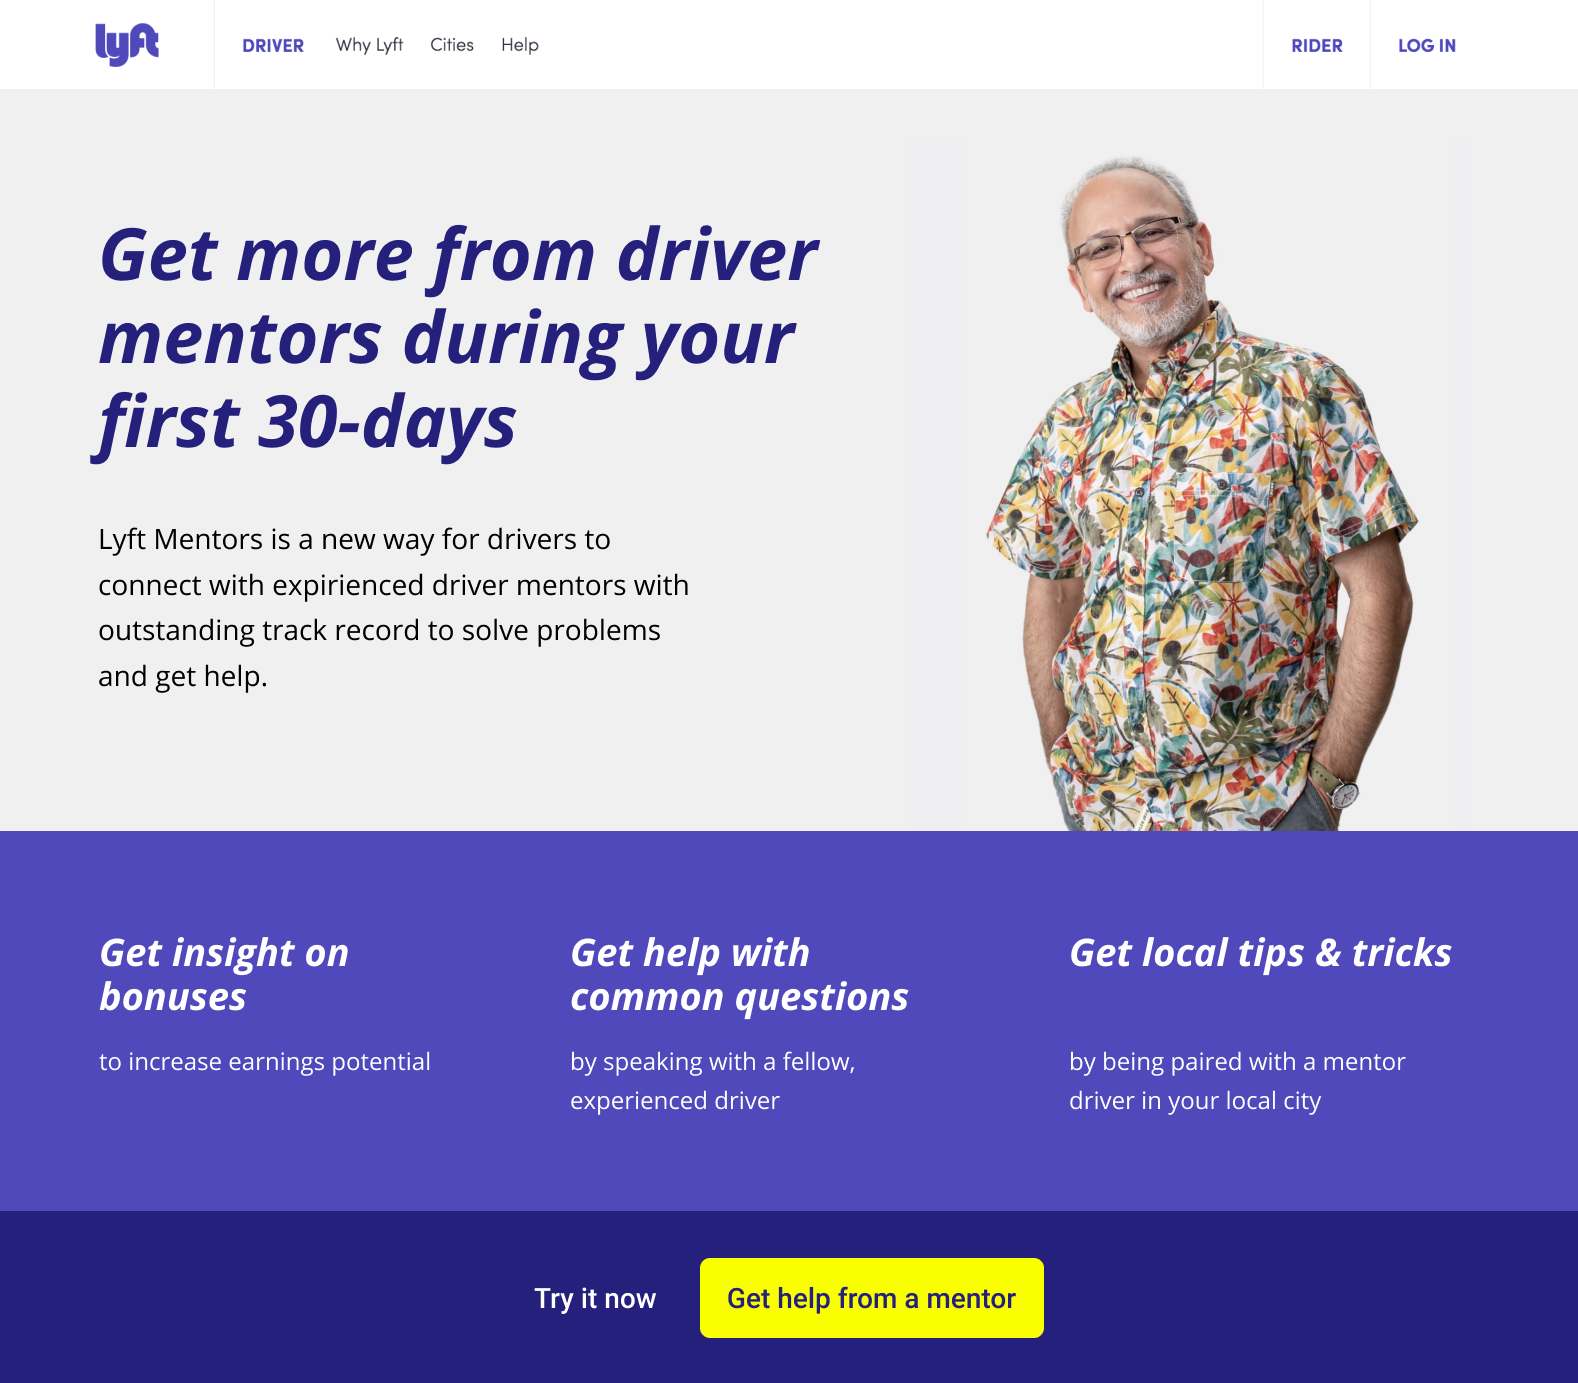 lyft
DRIVER
Why Lyft
Cities
Help
RIDER
LOG IN
Get more from driver
mentors during your
first 30-days
Lyft Mentors is a new way for drivers to
connect with expirienced driver mentors with
outstanding track record to solve problems
and get help.
Get insight on
bonuses
to increase earnings potential
Get help with
common questions
by speaking with a fellow,
experienced driver
Get local tips & tricks
by being paired with a mentor
driver in your local city
Try it now
Get help from a mentor